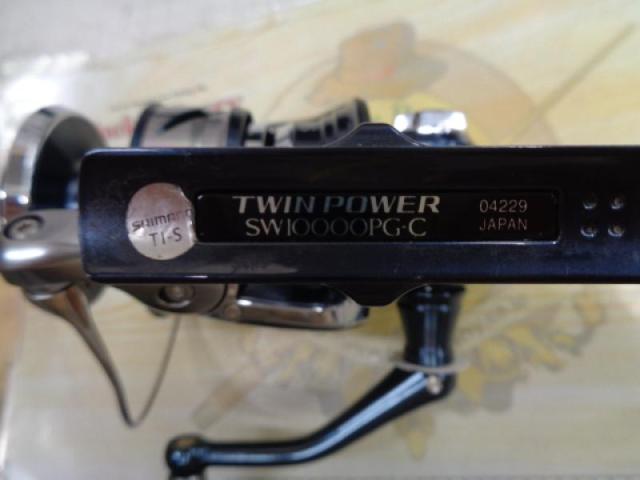 SHIMANO
TI-S
TWIN POWER
SW10000PG·C
04229
JAPAN